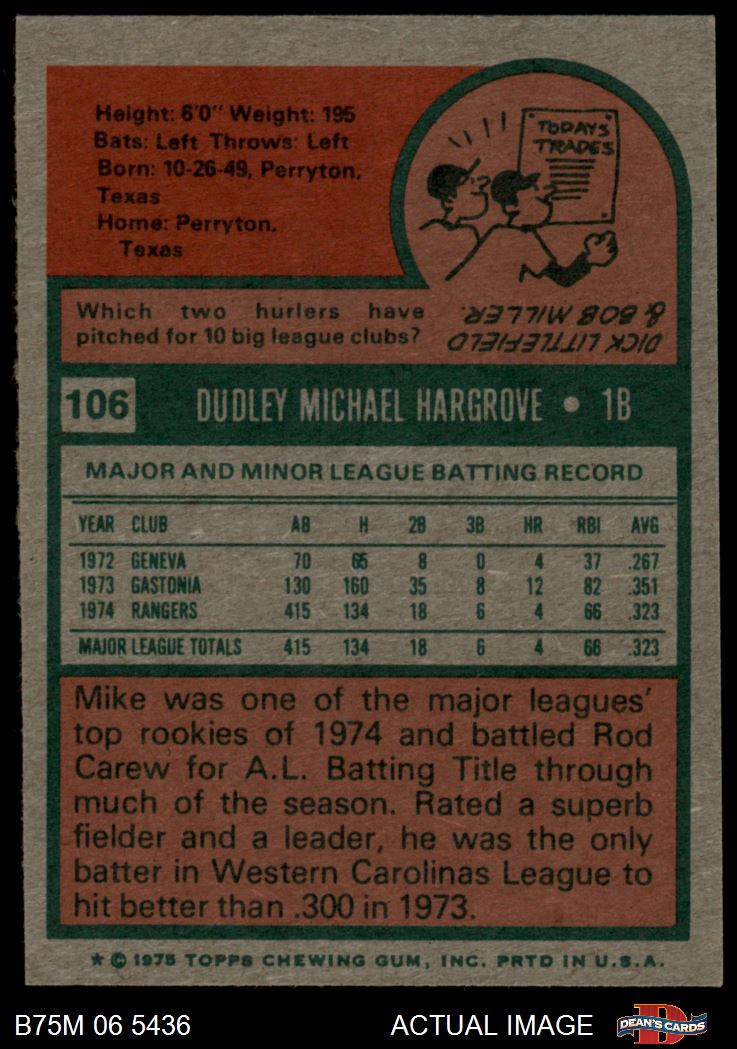 Height: 6'0" Weight: 195
Bats: Left Throws: Left
Born: 10-26-49, Perryton,
Texas
Home: Perryton,
Texas
TODAYS
TRADES
Which two hurlers have
pitched for 10 big league clubs?
DICK LITTLEFIELD
& BOB MILLER.
106 DUDLEY MICHAEL HARGROVE • 1B
MAJOR AND MINOR LEAGUE BATTING RECORD
YEAR CLUB AB H 2B 3B HR RBI AVG
1972 GENEVA 70 65 8 0 4 37 .267
1973 GASTONIA 130 160 35 8 12 82 .351
1974 RANGERS 415 134 18 6 4 66 .323
MAJOR LEAGUE TOTALS 415 134 18 6 4 66 .323
Mike was one of the major leagues'
top rookies of 1974 and battled Rod
Carew for A.L. Batting Title through
much of the season. Rated a superb
fielder and a leader, he was the only
batter in Western Carolinas League to
hit better than .300 in 1973.
★ © 1975 TOPPS CHEWING GUM, INC. PRTD IN U.S.A.
B75M 06 5436 ACTUAL IMAGE D DEAN'S CARDS